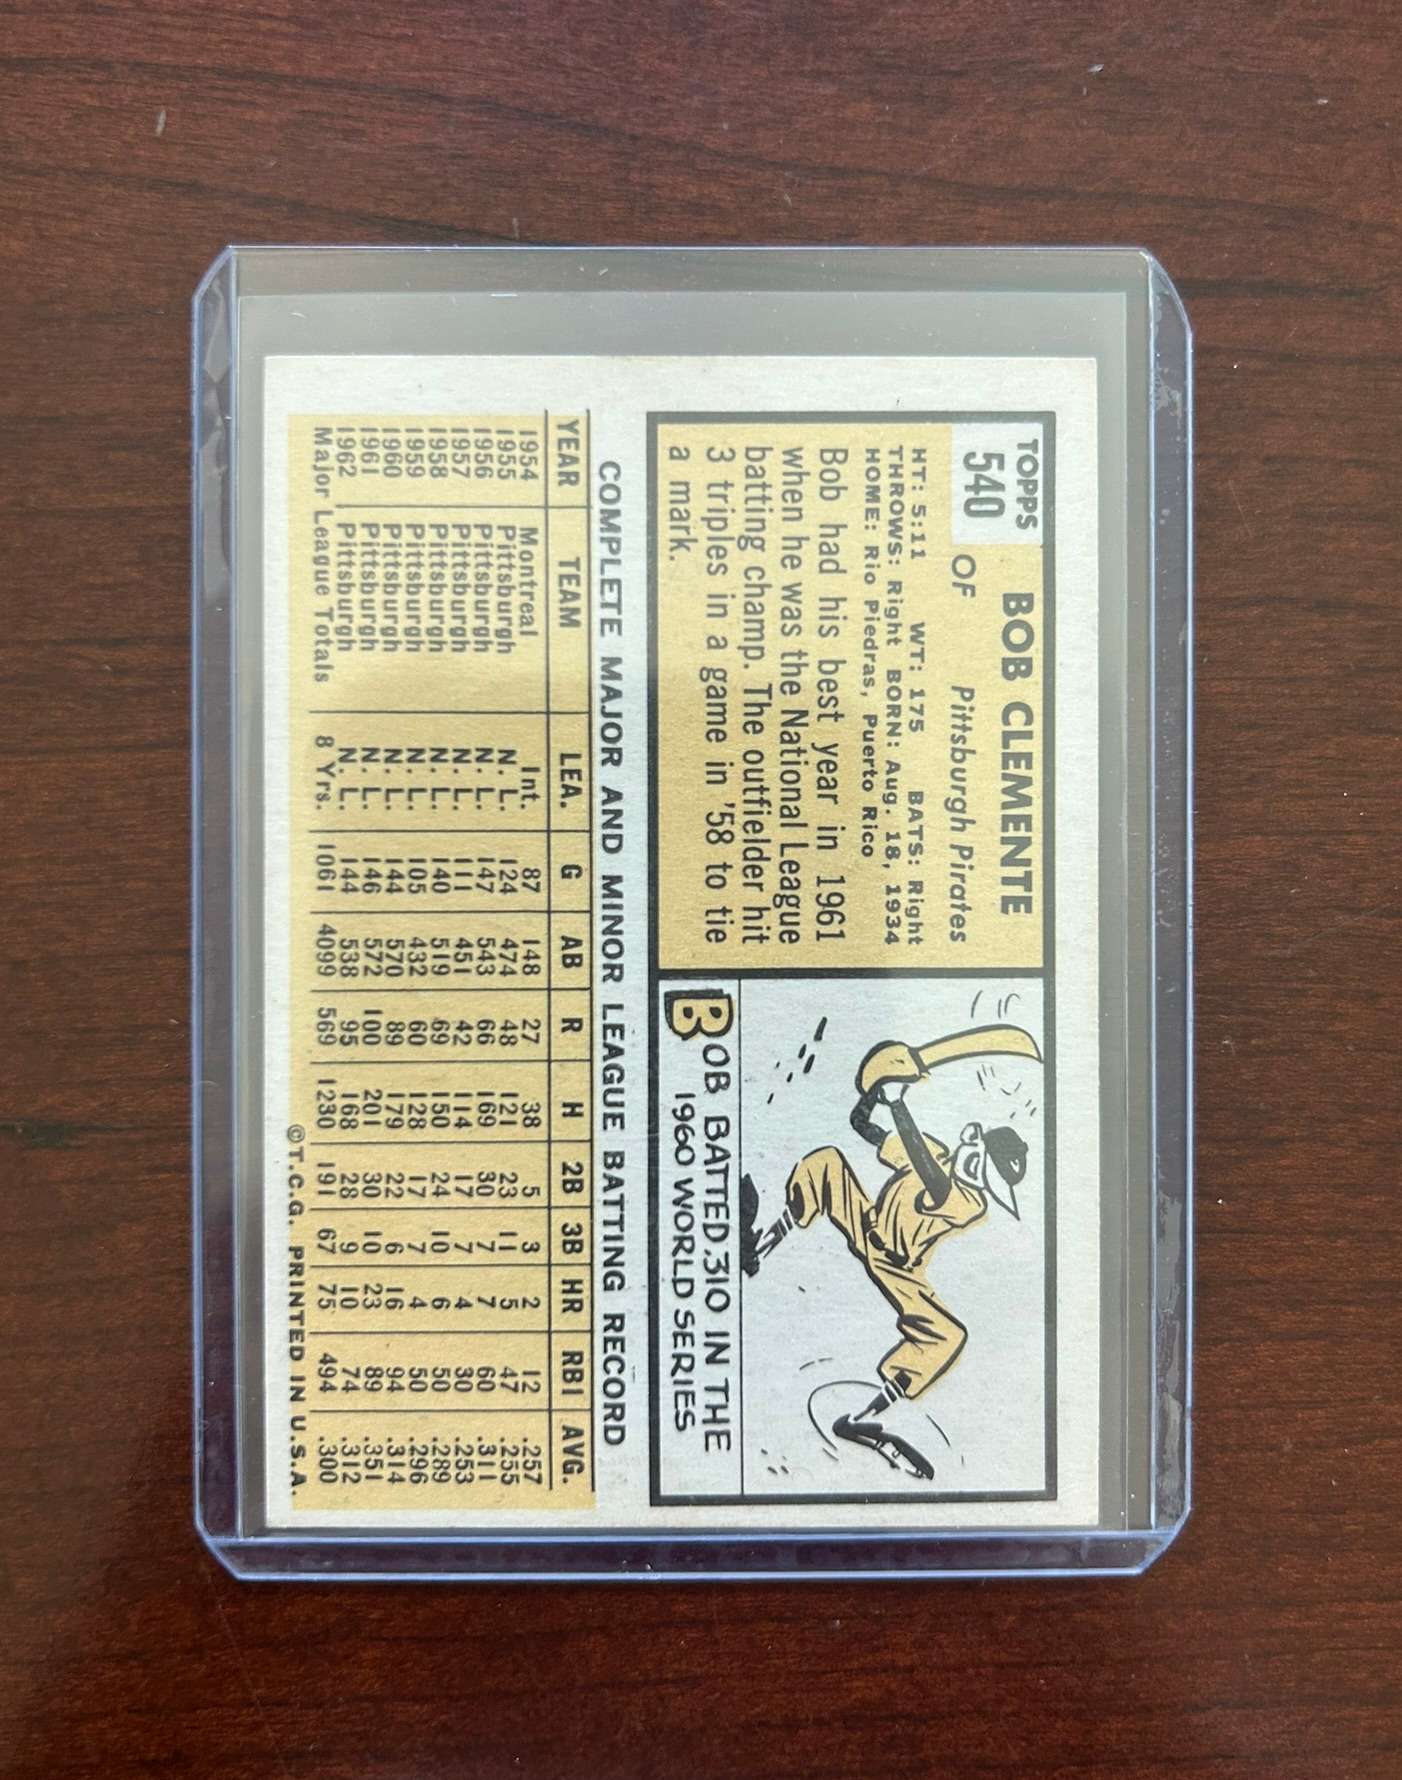 TOPPS
540
BOB CLEMENTE
OF Pittsburgh Pirates
HT: 5:11 WT: 175 BATS: Right
THROWS: Right BORN: Aug. 18, 1934
HOME: Rio Piedras, Puerto Rico
Bob had his best year in 1961
when he was the National League
batting champ. The outfielder hit
3 triples in a game in '58 to tie
a mark.
BOB BATTED .310 IN THE
1960 WORLD SERIES
COMPLETE MAJOR AND MINOR LEAGUE BATTING RECORD
YEAR TEAM LEA. G AB R H 2B 3B HR RBI AVG.
1954 Montreal Int. 87 148 27 38 5 3 2 12 .257
1955 Pittsburgh N. L. 124 474 48 121 23 11 5 47 .255
1956 Pittsburgh N. L. 147 543 66 169 30 7 7 60 .311
1957 Pittsburgh N. L. 111 451 42 114 17 7 4 30 .253
1958 Pittsburgh N. L. 140 519 69 150 24 10 6 50 .289
1959 Pittsburgh N. L. 105 432 60 128 17 7 4 50 .296
1960 Pittsburgh N. L. 144 570 89 179 22 6 16 94 .314
1961 Pittsburgh N. L. 146 572 100 201 30 10 23 89 .351
1962 Pittsburgh N. L. 144 538 95 168 28 9 10 74 .312
Major League Totals 8 Yrs. 1061 4099 569 1230 191 67 75 494 .300
©T.C.G. PRINTED IN U.S.A.